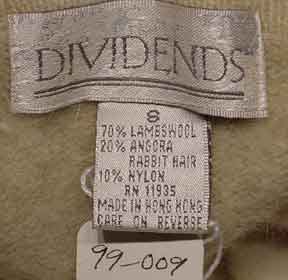 DIVIDENDS
S
70% LAMBSWOOL
20% ANGORA
RABBIT HAIR
10% NYLON
RN 11935
MADE IN HONG KONG
CARE ON REVERSE
99-009